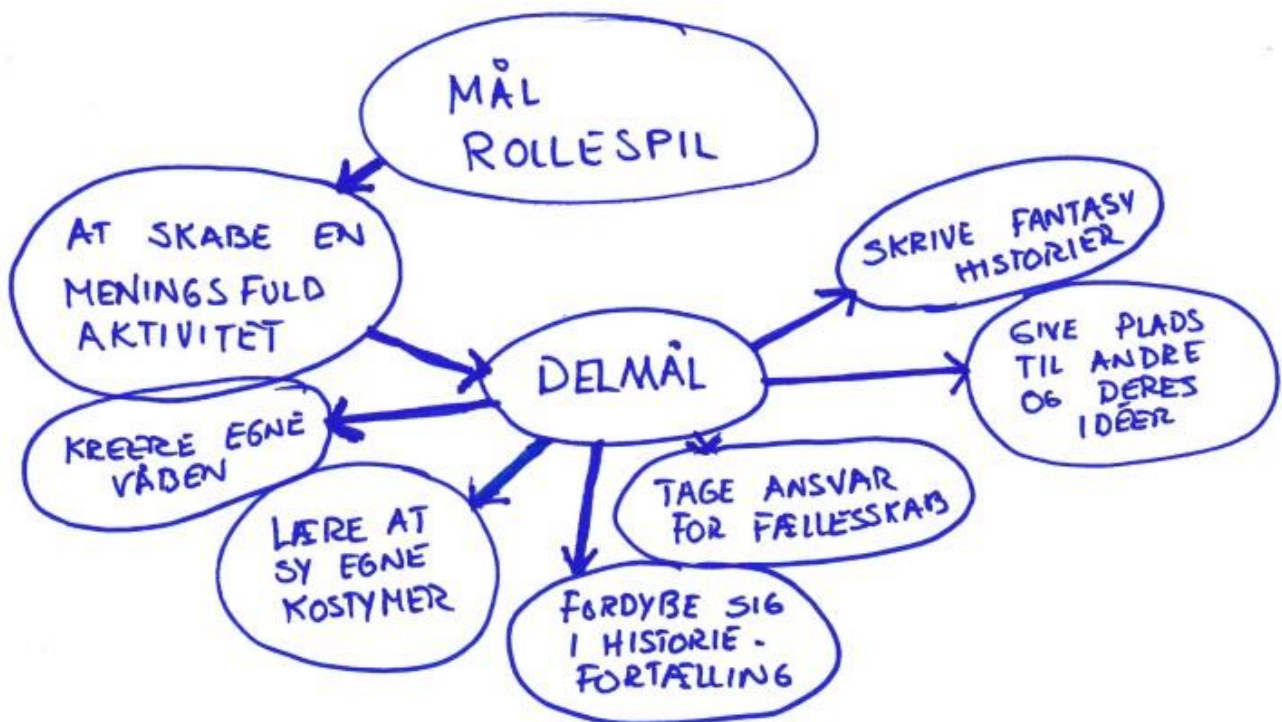 MÅL
ROLLESPIL
AT SKABE EN
MENINGSFULD
AKTIVITET
DELMÅL
SKRIVE FANTASY
HISTORIER
GIVE PLADS
TIL ANDRE
OG DERES
IDÉER
TAGE ANSVAR
FOR FÆLLESSKAB
FORDYBE SIG
I HISTORIE-
FORTÆLLING
LÆRE AT
SY EGNE
KOSTYMER
KREERE EGNE
VÅBEN